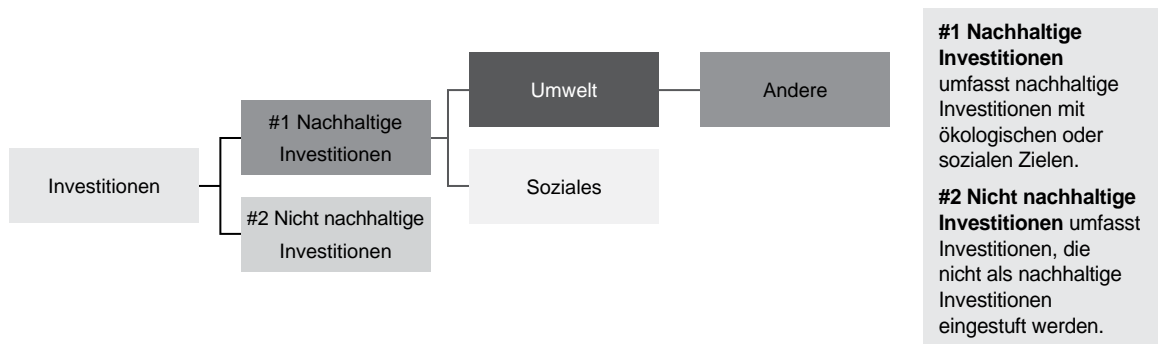 Investitionen
#1 Nachhaltige
Investitionen
#2 Nicht nachhaltige
Investitionen
Umwelt
Soziales
Andere
#1 Nachhaltige
Investitionen
umfasst nachhaltige
Investitionen mit
ökologischen oder
sozialen Zielen.
#2 Nicht nachhaltige
Investitionen umfasst
Investitionen, die
nicht als nachhaltige
Investitionen
eingestuft werden.